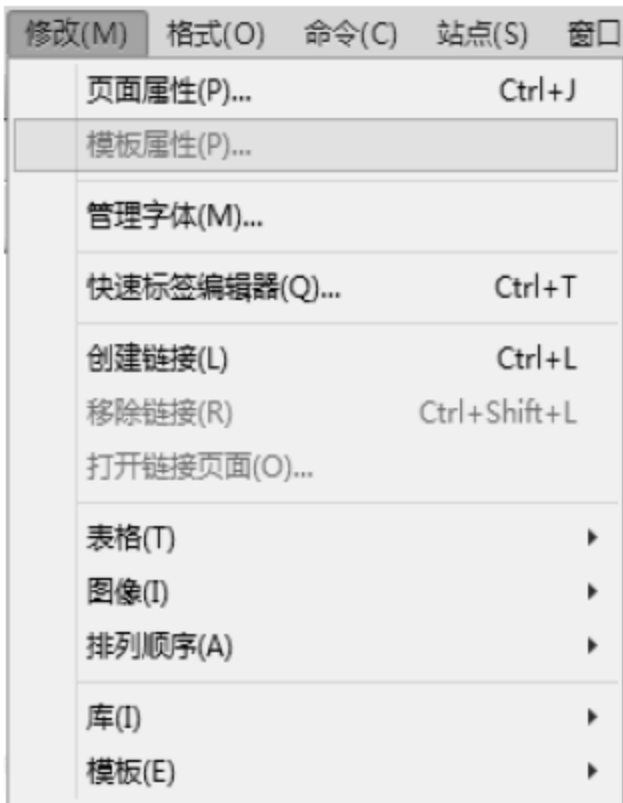 修改(M) 格式(O) 命令(C) 站点(S) 窗口
页面属性(P)... Ctrl+J
模板属性(P)...
管理字体(M)...
快速标签编辑器(Q)... Ctrl+T
创建链接(L) Ctrl+L
移除链接(R) Ctrl+Shift+L
打开链接页面(O)...
表格(T)
图像(I)
排列顺序(A)
库(I)
模板(E)